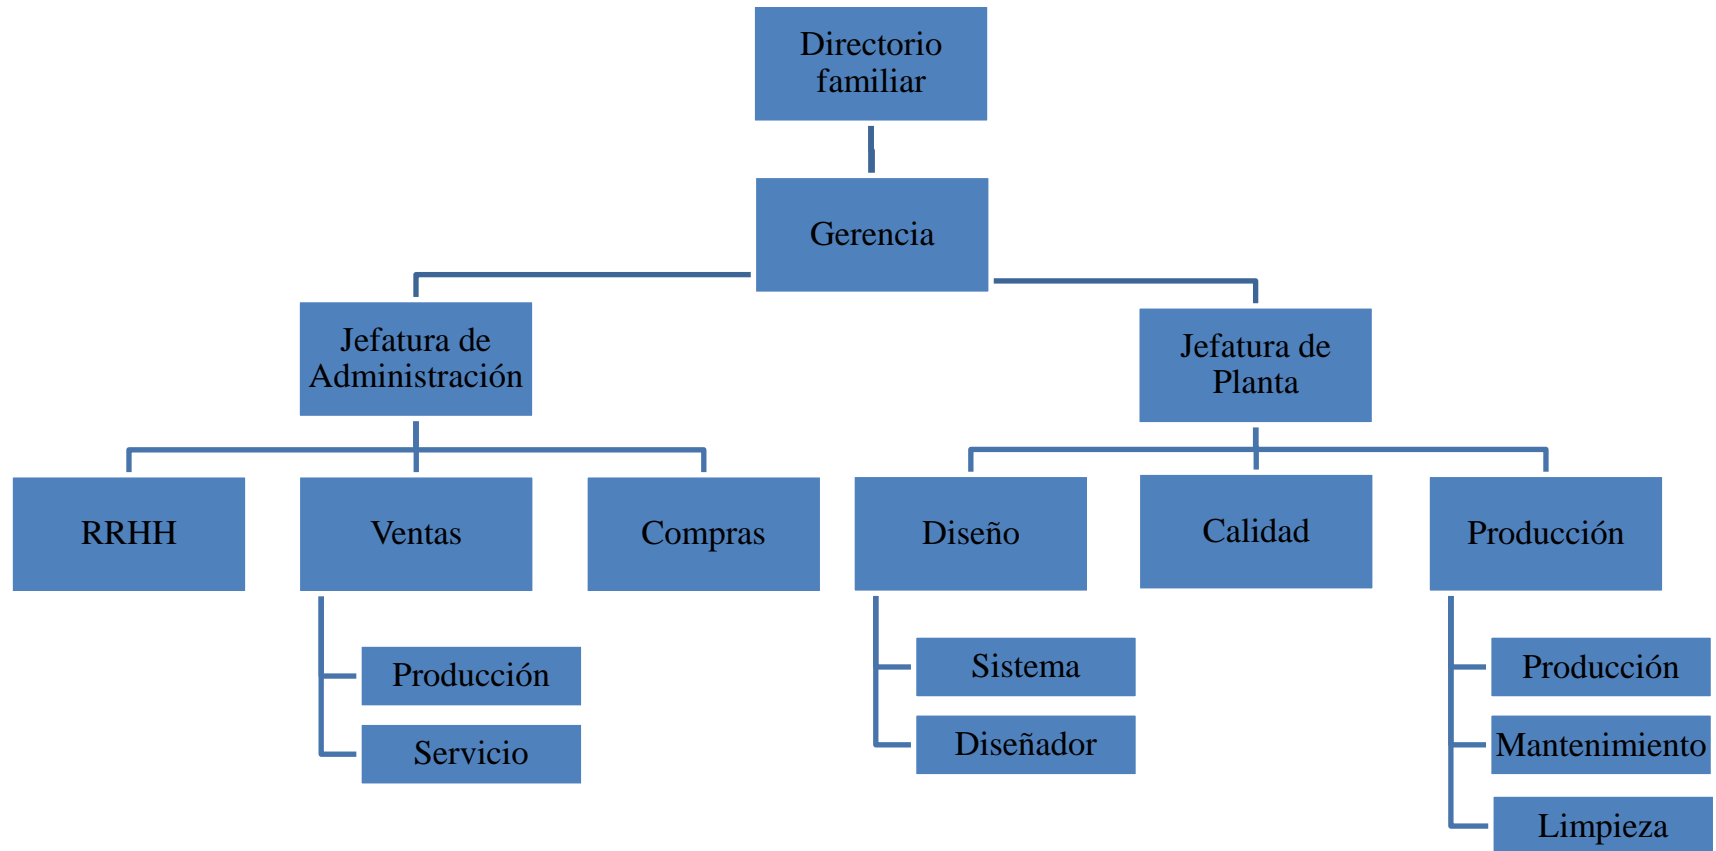 Directorio
familiar
Gerencia
Jefatura de
Administración
Jefatura de
Planta
RRHH
Ventas
Compras
Diseño
Calidad
Producción
Producción
Servicio
Sistema
Diseñador
Producción
Mantenimiento
Limpieza